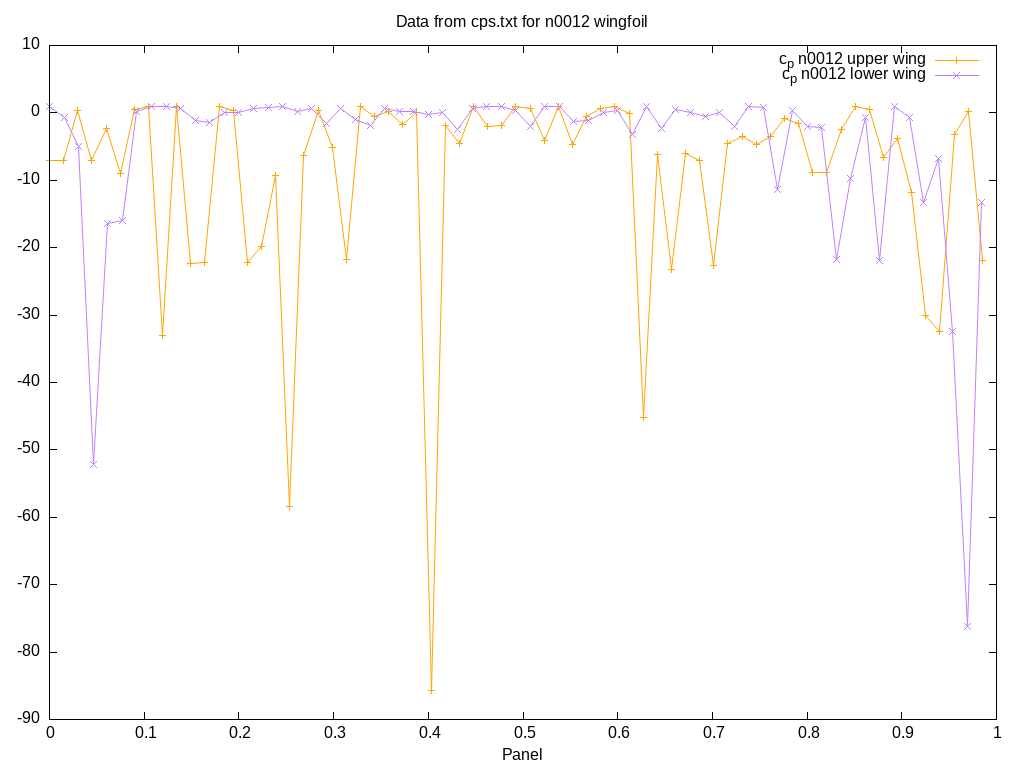 Data from cps.txt for n0012 wingfoil
c_p n0012 upper wing
c_p n0012 lower wing
10
0
-10
-20
-30
-40
-50
-60
-70
-80
-90
0 0.1 0.2 0.3 0.4 0.5 0.6 0.7 0.8 0.9 1
Panel